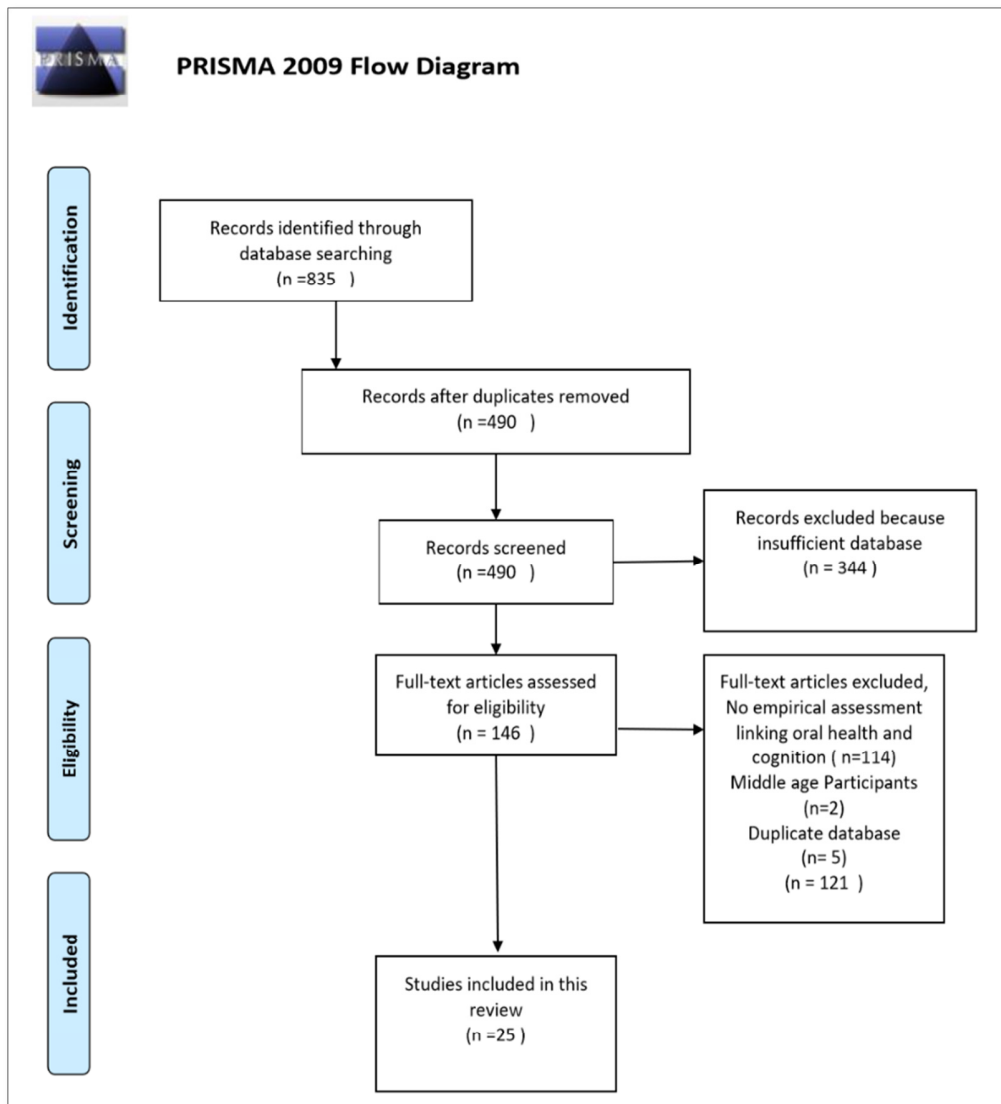 PRISMA
PRISMA 2009 Flow Diagram
Identification
Records identified through
database searching
(n =835 )
Records after duplicates removed
(n =490 )
Screening
Records screened
(n =490 )
Records excluded because
insufficient database
(n = 344 )
Eligibility
Full-text articles assessed
for eligibility
(n = 146 )
Full-text articles excluded,
No empirical assessment
linking oral health and
cognition ( n=114)
Middle age Participants
(n=2)
Duplicate database
(n= 5)
(n = 121 )
Included
Studies included in this
review
(n =25 )